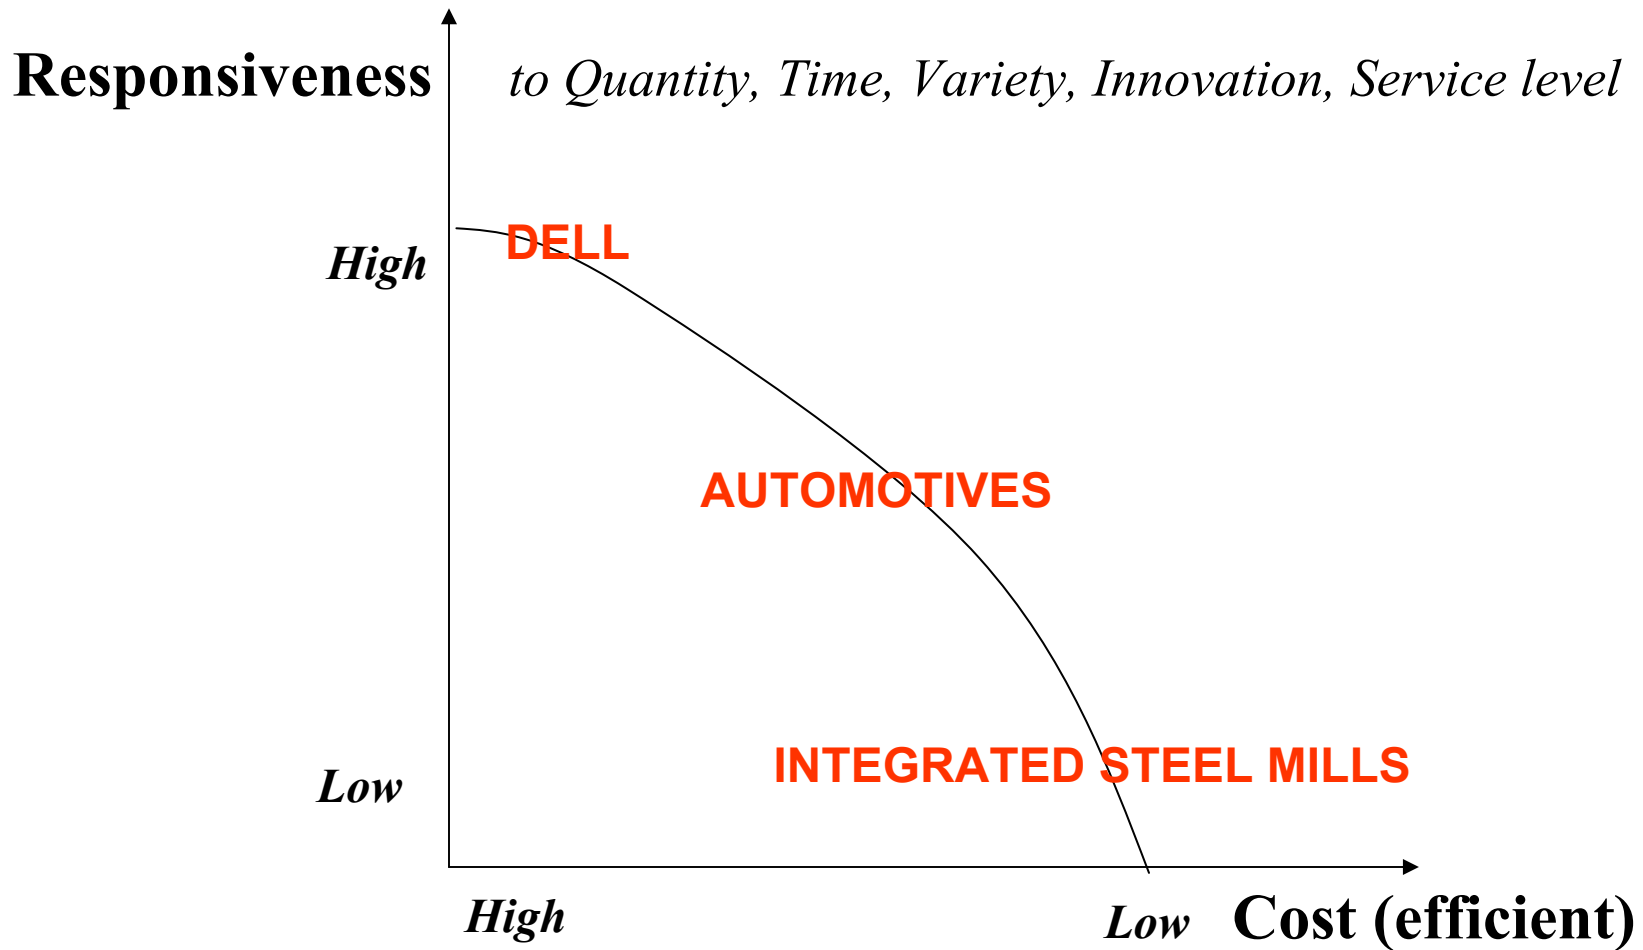 Responsiveness to Quantity, Time, Variety, Innovation, Service level
DELL
High
AUTOMOTIVES
INTEGRATED STEEL MILLS
Low
High
Low Cost (efficient)